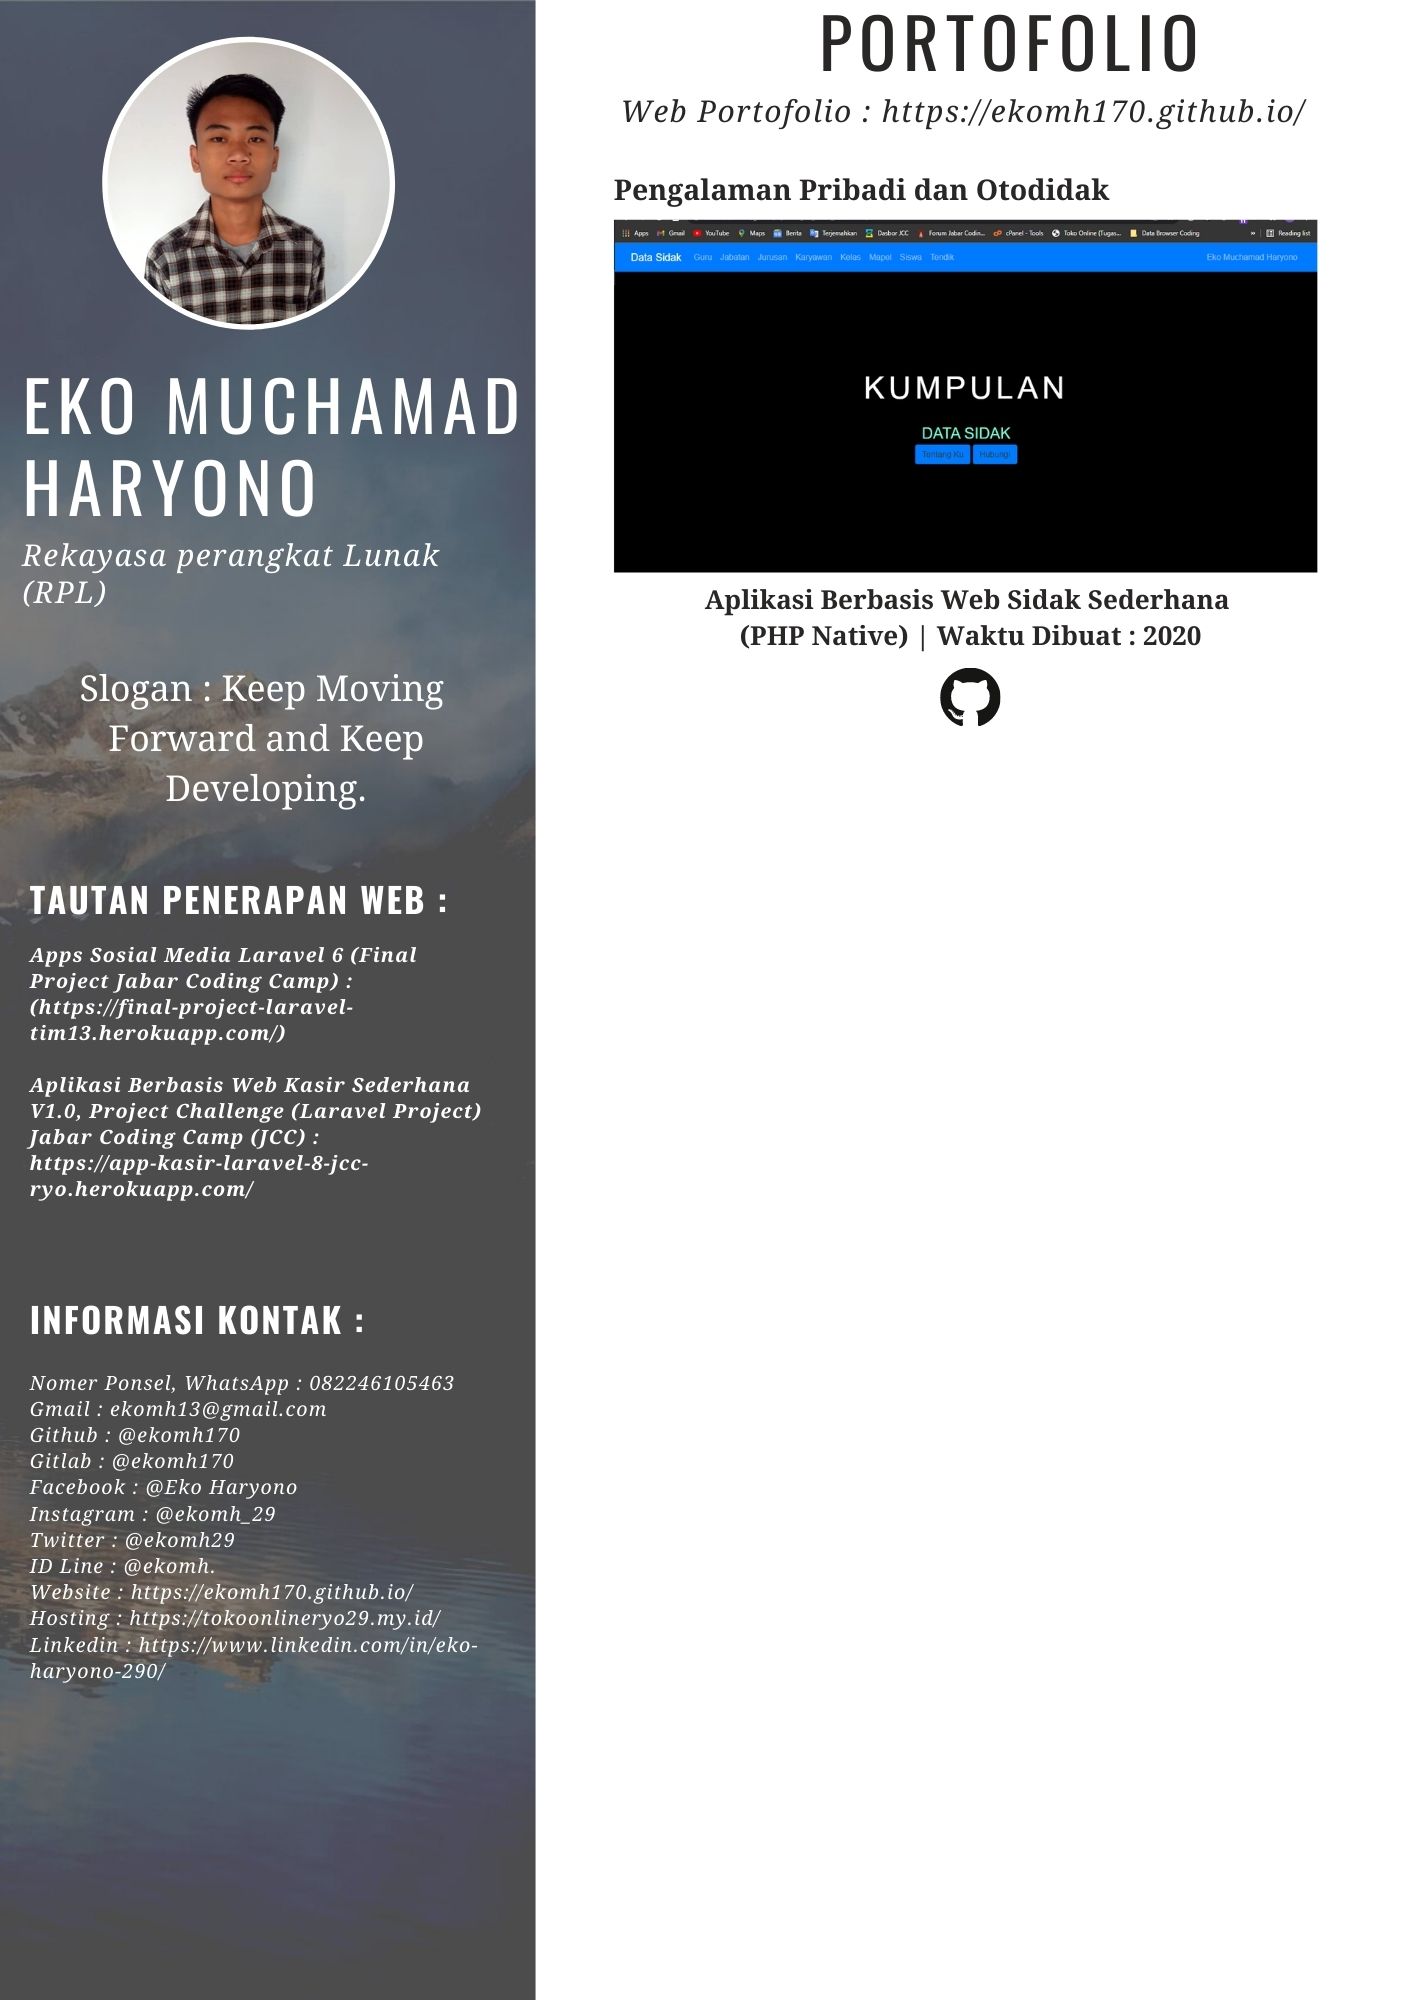 EKO MUCHAMAD
HARYONO
Rekayasa perangkat Lunak
(RPL)
Slogan : Keep Moving
Forward and Keep
Developing.
TAUTAN PENERAPAN WEB :
Apps Sosial Media Laravel 6 (Final
Project Jabar Coding Camp) :
(https://final-project-laravel-
tim13.herokuapp.com/)
Aplikasi Berbasis Web Kasir Sederhana
V1.0, Project Challenge (Laravel Project)
Jabar Coding Camp (JCC) :
https://app-kasir-laravel-8-jcc-
ryo.herokuapp.com/
INFORMASI KONTAK :
Nomer Ponsel, WhatsApp : 082246105463
Gmail : ekomh13@gmail.com
Github : @ekomh170
Gitlab : @ekomh170
Facebook : @Eko Haryono
Instagram : @ekomh_29
Twitter : @ekomh29
ID Line : @ekomh.
Website : https://ekomh170.github.io/
Hosting : https://tokoonlineryo29.my.id/
Linkedin : https://www.linkedin.com/in/eko-
haryono-290/
PORTOFOLIO
Web Portofolio : https://ekomh170.github.io/
Pengalaman Pribadi dan Otodidak
Apps Gmail YouTube Maps Berita Terjemahkan Dasbor JCC Forum Jabar Codin... cPanel - Tools Toko Online (Tugas... Data Browser Coding » Reading list
Data Sidak Guru Jabatan Jurusan Karyawan Kelas Mapel Siswa Tendik Eko Muchamad Haryono
KUMPULAN
DATA SIDAK
Tentang Ku Hubungi
Aplikasi Berbasis Web Sidak Sederhana
(PHP Native) | Waktu Dibuat : 2020